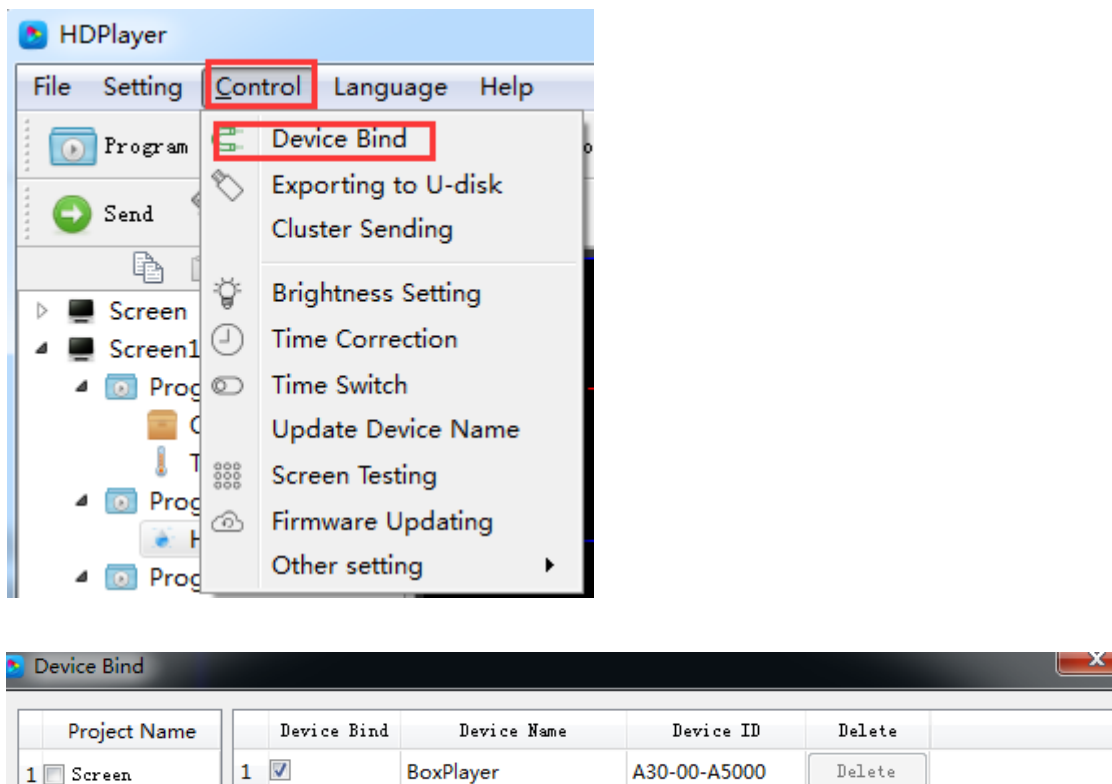 HDPlayer
File Setting Control Language Help
Program
Device Bind
Exporting to U-disk
Send
Cluster Sending
Brightness Setting
Screen
Time Correction
Screen1
Time Switch
Update Device Name
Screen Testing
Firmware Updating
Other setting
Device Bind
Project Name Device Bind Device Name Device ID Delete
1 Screen 1 BoxPlayer A30-00-A5000 Delete